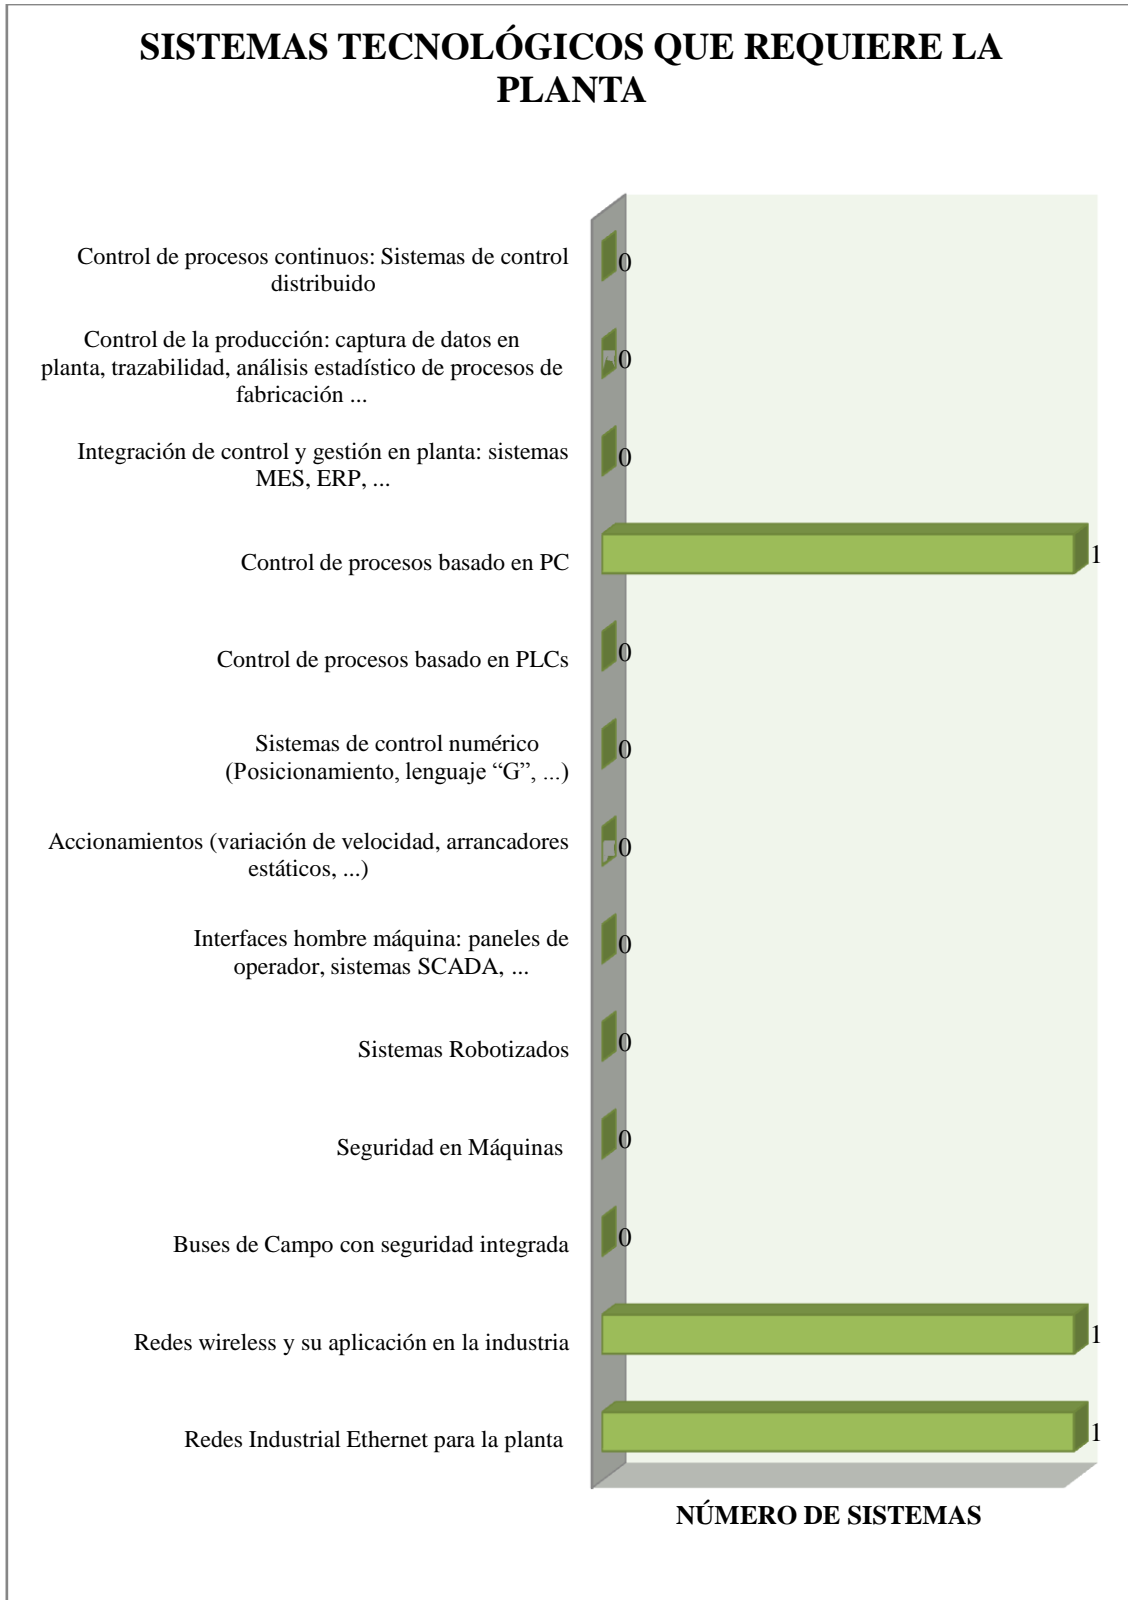 SISTEMAS TECNOLÓGICOS QUE REQUIERE LA
PLANTA
Control de procesos continuos: Sistemas de control
distribuido
0
Control de la producción: captura de datos en
planta, trazabilidad, análisis estadístico de procesos de
fabricación ...
0
Integración de control y gestión en planta: sistemas
MES, ERP, ...
0
Control de procesos basado en PC
1
Control de procesos basado en PLCs
0
Sistemas de control numérico
(Posicionamiento, lenguaje “G”, ...)
0
Accionamientos (variación de velocidad, arrancadores
estáticos, ...)
0
Interfaces hombre máquina: paneles de
operador, sistemas SCADA, ...
0
Sistemas Robotizados
0
Seguridad en Máquinas
0
Buses de Campo con seguridad integrada
0
Redes wireless y su aplicación en la industria
1
Redes Industrial Ethernet para la planta
1
NÚMERO DE SISTEMAS